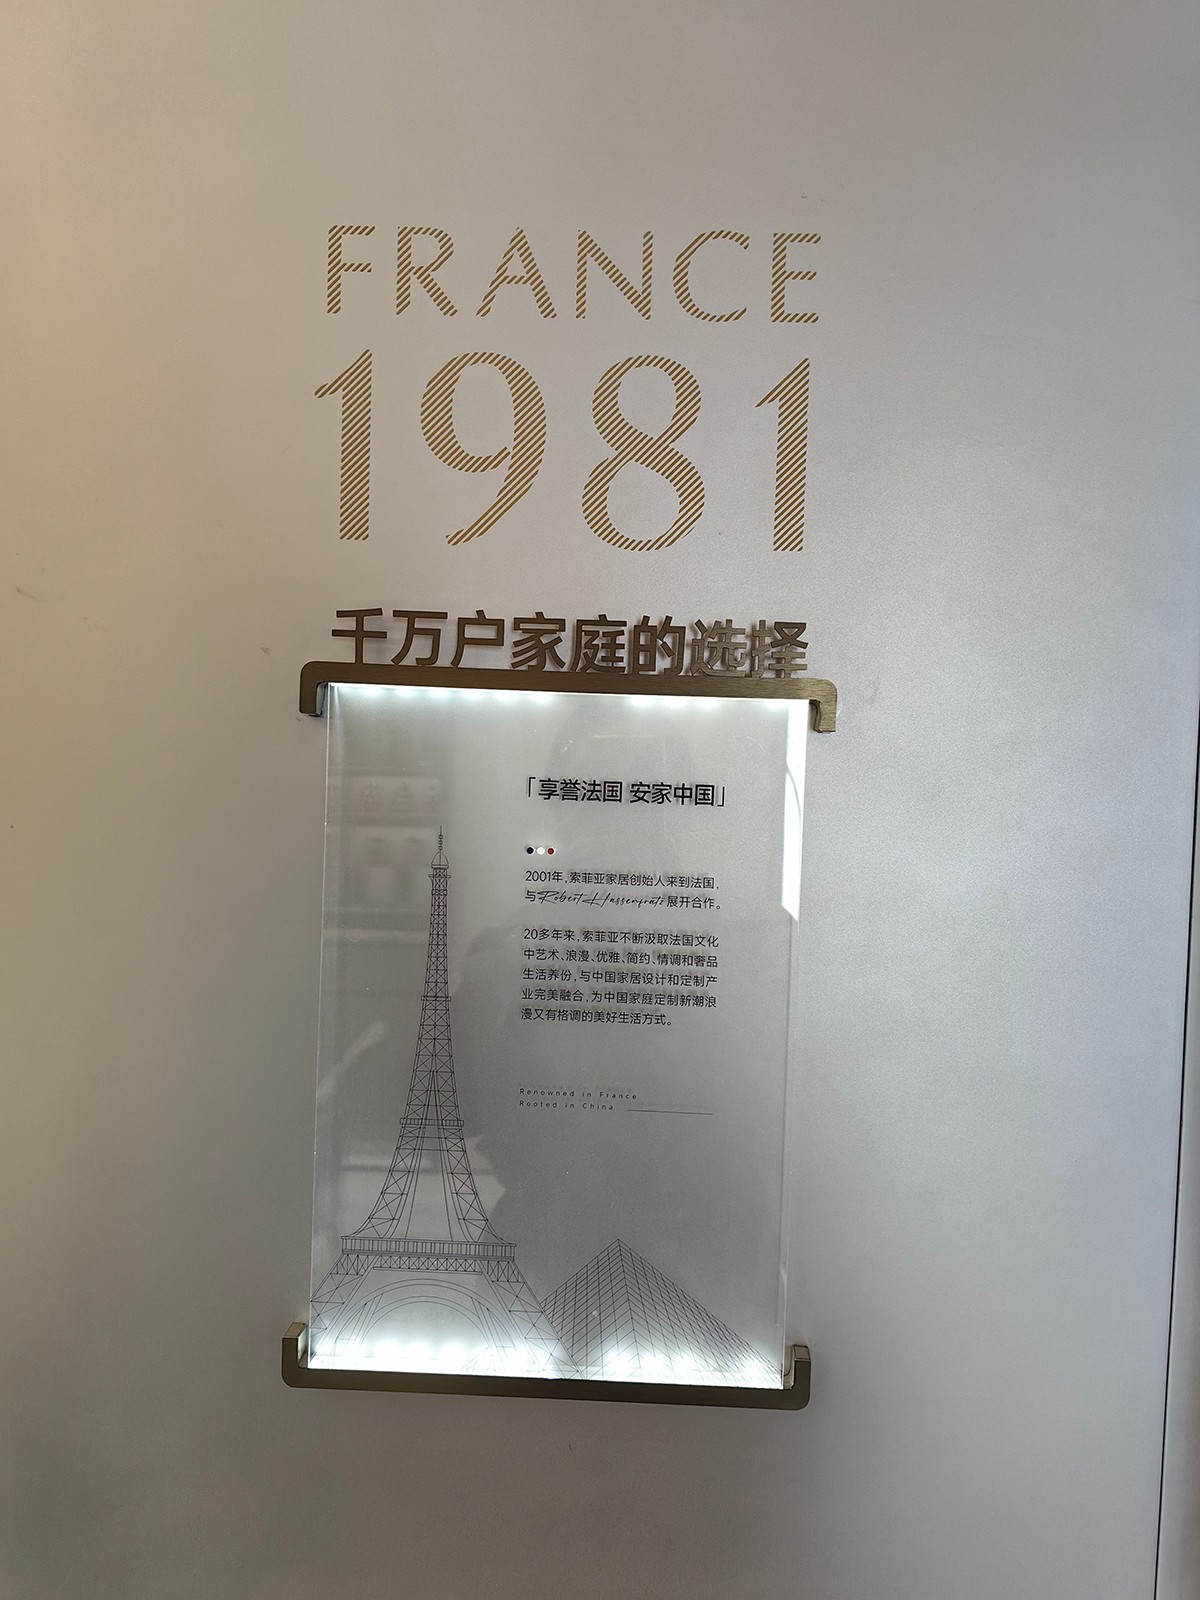 FRANCE
1981
千万户家庭的选择
「享誉法国 安家中国」
2001年，索菲亚家居创始人来到法国，
与Robert Hassenfratz展开合作。
20多年来，索菲亚不断汲取法国文化
中艺术、浪漫、优雅、简约、情调和奢品
生活养份，与中国家居设计和定制产
业完美融合，为中国家庭定制新潮浪
漫又有格调的美好生活方式。
Renowned in France
Rooted in China